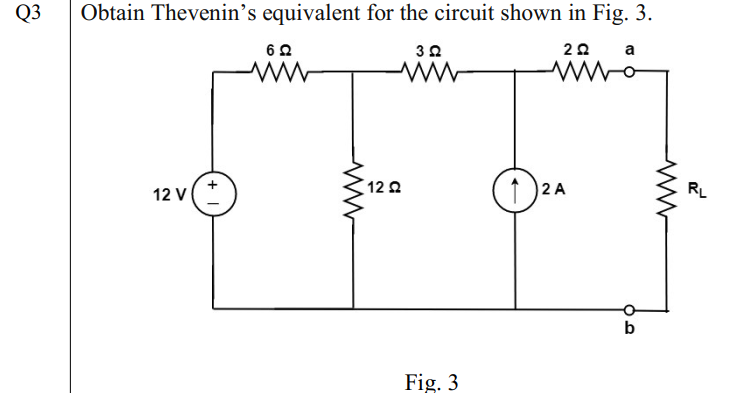 Q3 Obtain Thevenin’s equivalent for the circuit shown in Fig. 3.
6 Ω 3 Ω 2 Ω a
12 V + 12 Ω 2 A RL
b
Fig. 3